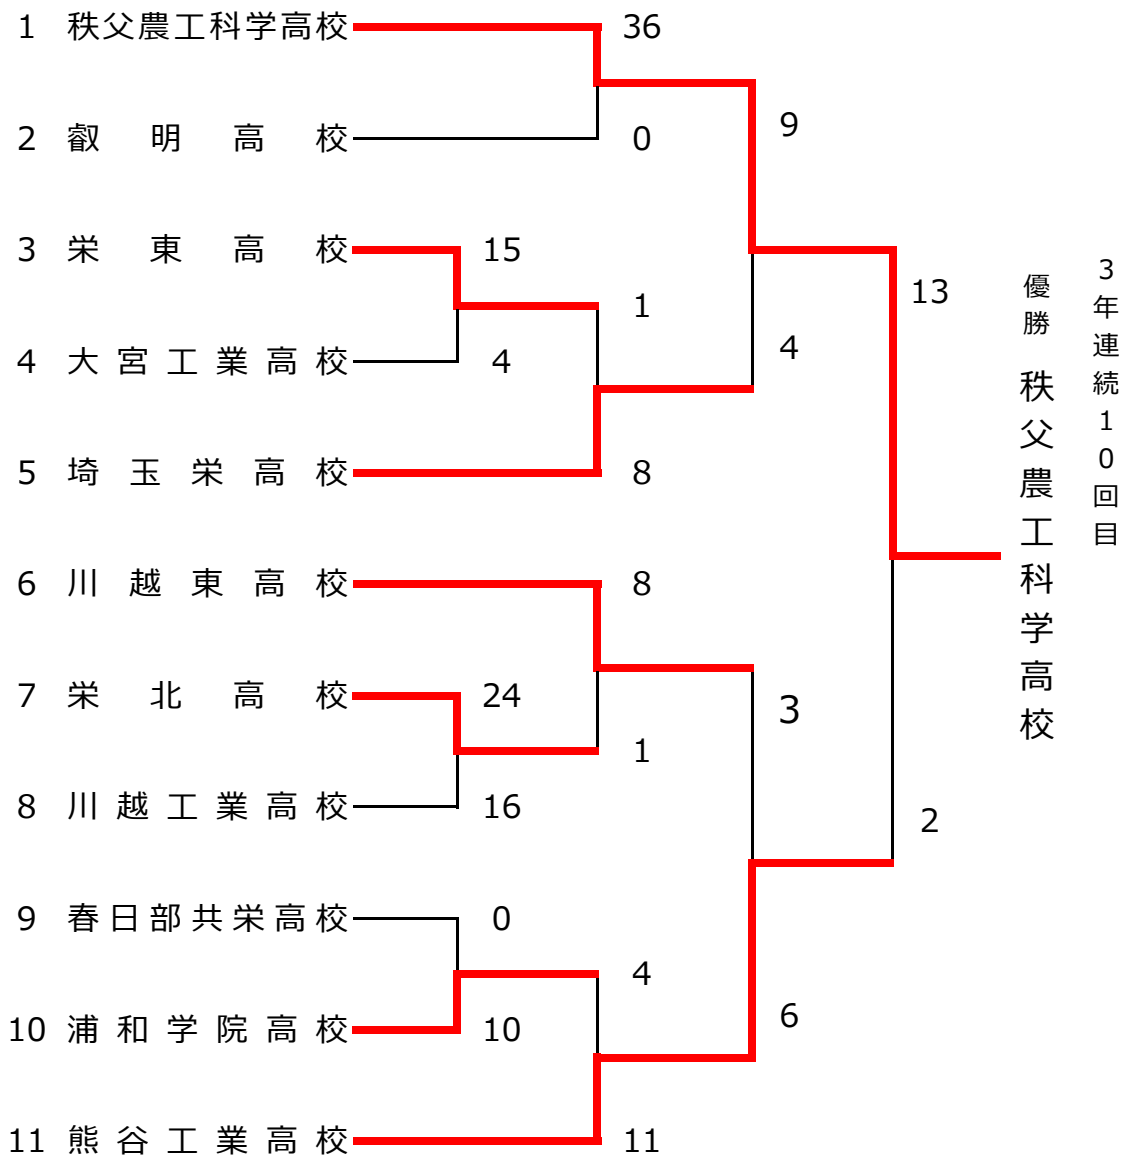 1 秩父農工科学高校 36
9
2 叡明高校 0
3 栄東高校 15
1
13
4 大宮工業高校 4
4
5 埼玉栄高校 8
6 川越東高校 8
7 栄北高校 24
3
1
8 川越工業高校 16
2
9 春日部共栄高校 0
4
10 浦和学院高校 10
6
11 熊谷工業高校 11
3年連続10回目
優勝 秩父農工科学高校